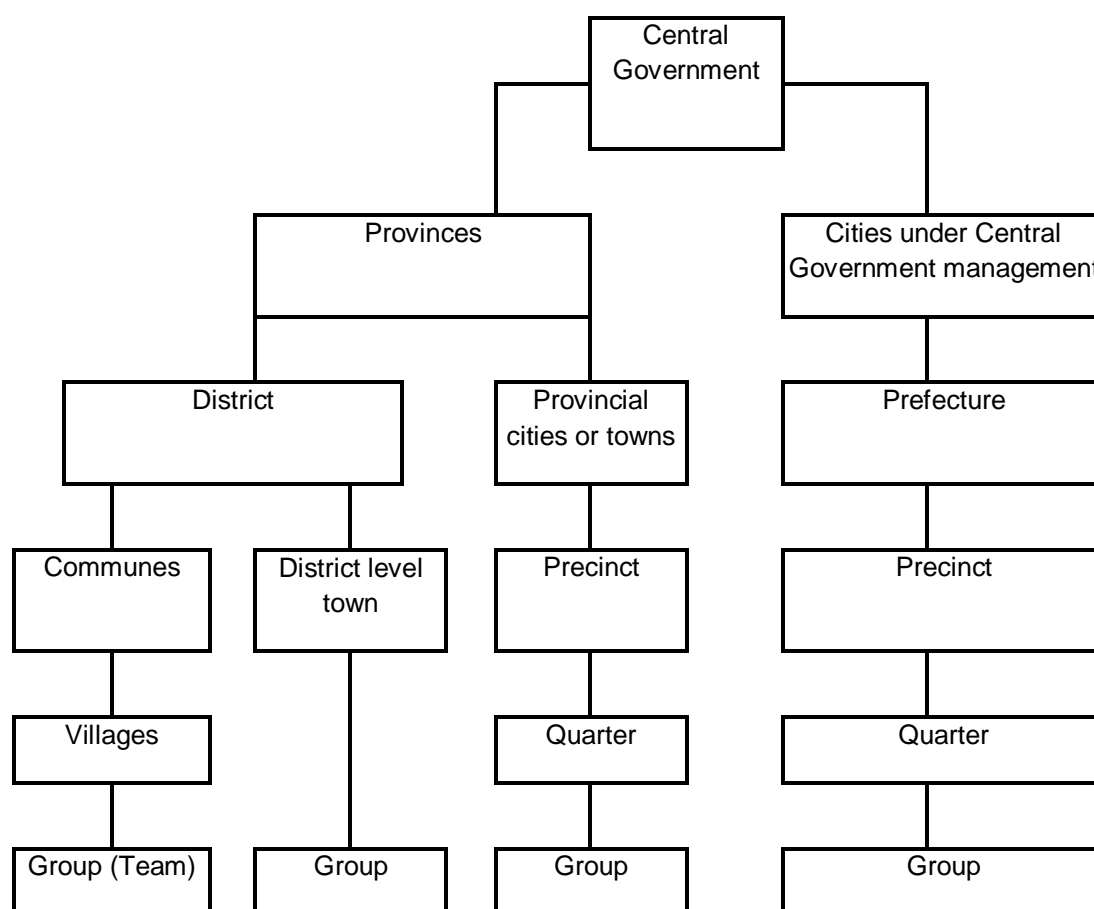 Central
Government
Provinces
Cities under Central
Government management
District
Provincial
cities or towns
Prefecture
Communes
District level
town
Precinct
Precinct
Villages
Quarter
Quarter
Group (Team)
Group
Group
Group